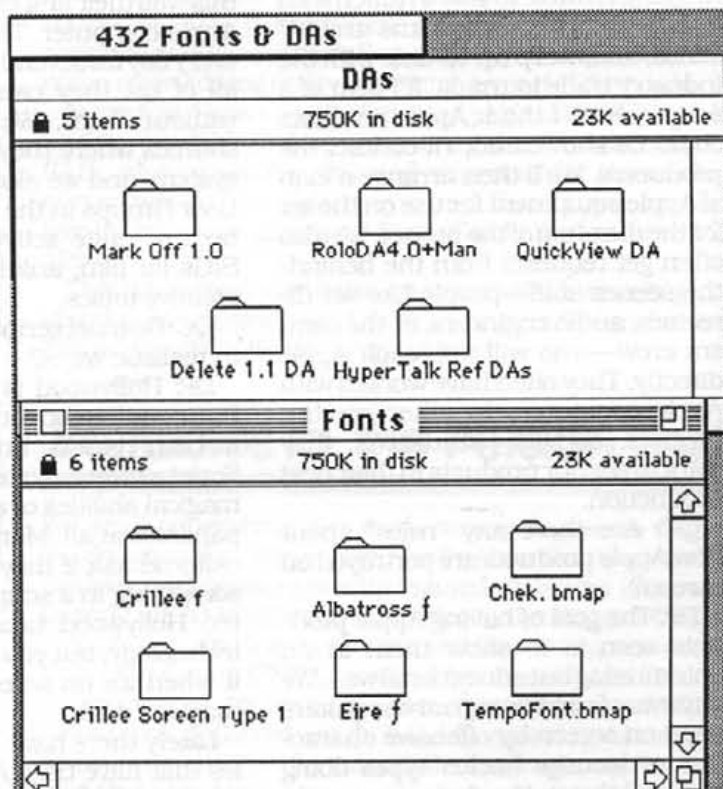 432 Fonts & DAs
DAs
5 items 750K in disk 23K available
Mark Off 1.0 RoloDA4.0+Man QuickView DA
Delete 1.1 DA HyperTalk Ref DAs
Fonts
6 items 750K in disk 23K available
Crillee ƒ Albatross ƒ Chek. bmap
Crillee Screen Type 1 Eire ƒ TempoFont.bmap